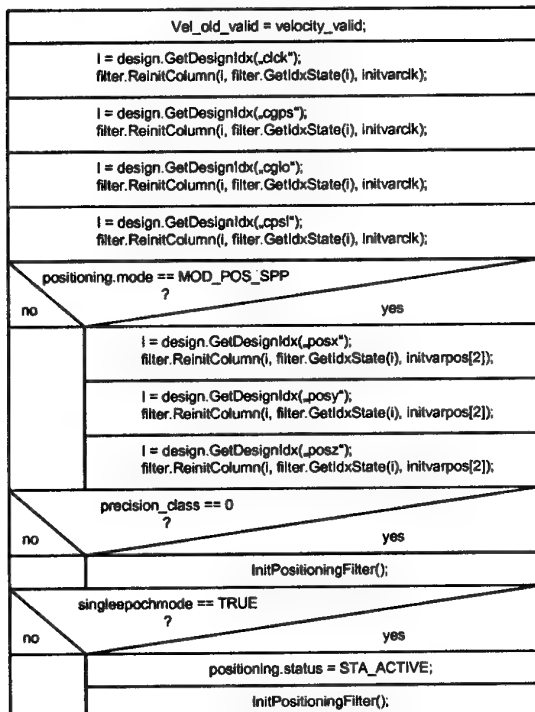 Vel_old_valid = velocity_valid;
I = design.GetDesignIdx(„clck“);
filter.ReinitColumn(i, filter.GetIdxState(i), initvarclk);
I = design.GetDesignIdx(„cgps“);
filter.ReinitColumn(i, filter.GetIdxState(i), initvarclk);
I = design.GetDesignIdx(„cglo“);
filter.ReinitColumn(i, filter.GetIdxState(i), initvarclk);
I = design.GetDesignIdx(„cpsl“);
filter.ReinitColumn(i, filter.GetIdxState(i), initvarclk);
positioning.mode == MOD_POS_SPP
?
no
yes
I = design.GetDesignIdx(„posx“);
filter.ReinitColumn(i, filter.GetIdxState(i), initvarpos[2]);
I = design.GetDesignIdx(„posy“);
filter.ReinitColumn(i, filter.GetIdxState(i), initvarpos[2]);
I = design.GetDesignIdx(„posz“);
filter.ReinitColumn(i, filter.GetIdxState(i), initvarpos[2]);
precision_class == 0
?
no
yes
InitPositioningFilter();
singleepochmode == TRUE
?
no
yes
positioning.status = STA_ACTIVE;
InitPositioningFilter();